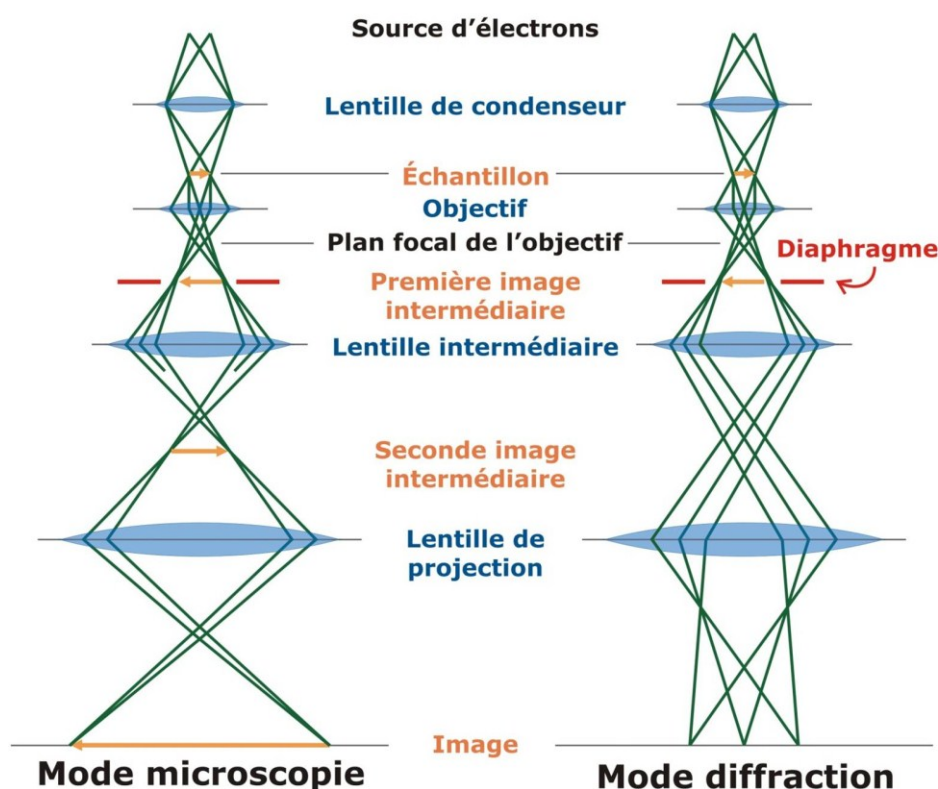 Source d’électrons
Lentille de condenseur
Échantillon
Objectif
Plan focal de l’objectif
Diaphragme
Première image
intermédiaire
Lentille intermédiaire
Seconde image
intermédiaire
Lentille de
projection
Image
Mode microscopie
Mode diffraction